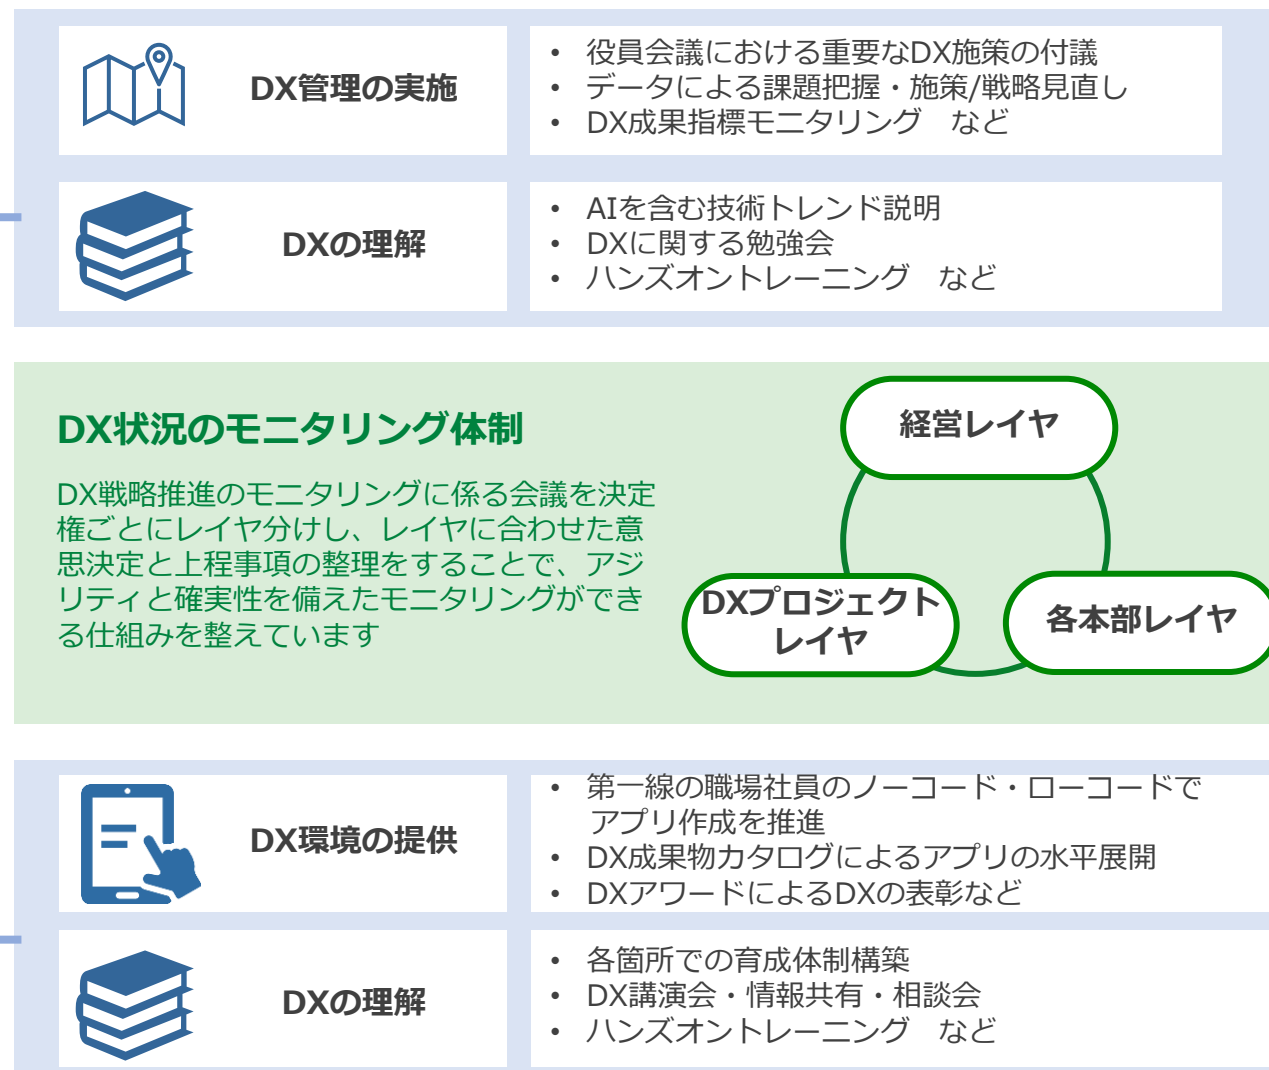 DX管理の実施
• 役員会議における重要なDX施策の付議
• データによる課題把握・施策/戦略見直し
• DX成果指標モニタリング　など
DXの理解
• AIを含む技術トレンド説明
• DXに関する勉強会
• ハンズオントレーニング　など
DX状況のモニタリング体制
DX戦略推進のモニタリングに係る会議を決定
権ごとにレイヤ分けし、レイヤに合わせた意
思決定と上程事項の整理をすることで、アジ
リティと確実性を備えたモニタリングができ
る仕組みを整えています
経営レイヤ
DXプロジェクト
レイヤ
各本部レイヤ
DX環境の提供
• 第一線の職場社員のノーコード・ローコードで
アプリ作成を推進
• DX成果物カタログによるアプリの水平展開
• DXアワードによるDXの表彰など
DXの理解
• 各箇所での育成体制構築
• DX講演会・情報共有・相談会
• ハンズオントレーニング　など